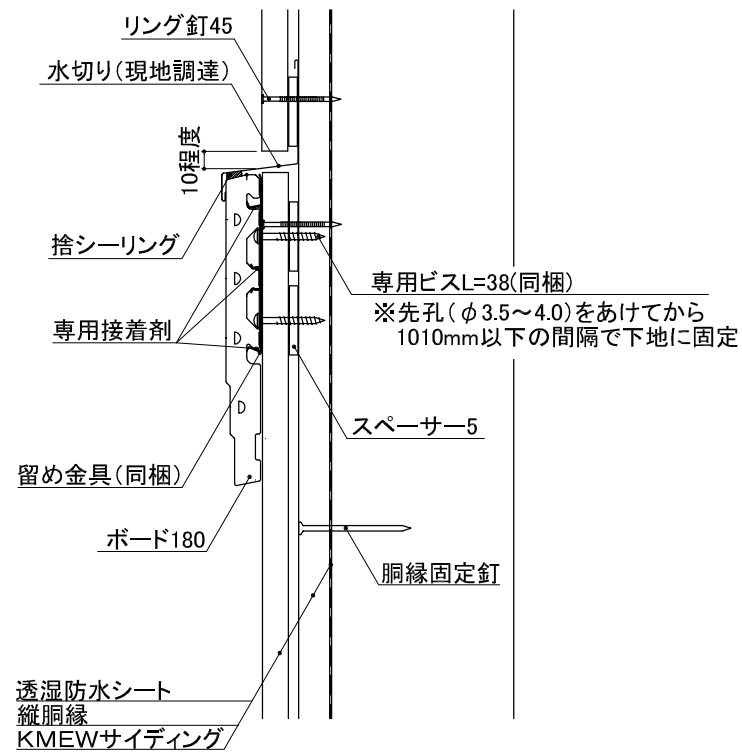 リング釘45
水切り(現地調達)
10程度
捨シーリング
専用ビスL=38(同梱)
※先孔(φ3.5～4.0)をあけてから
1010mm以下の間隔で下地に固定
専用接着剤
スペーサー5
留め金具(同梱)
ボード180
胴縁固定釘
透湿防水シート
縦胴縁
KMEWサイディング